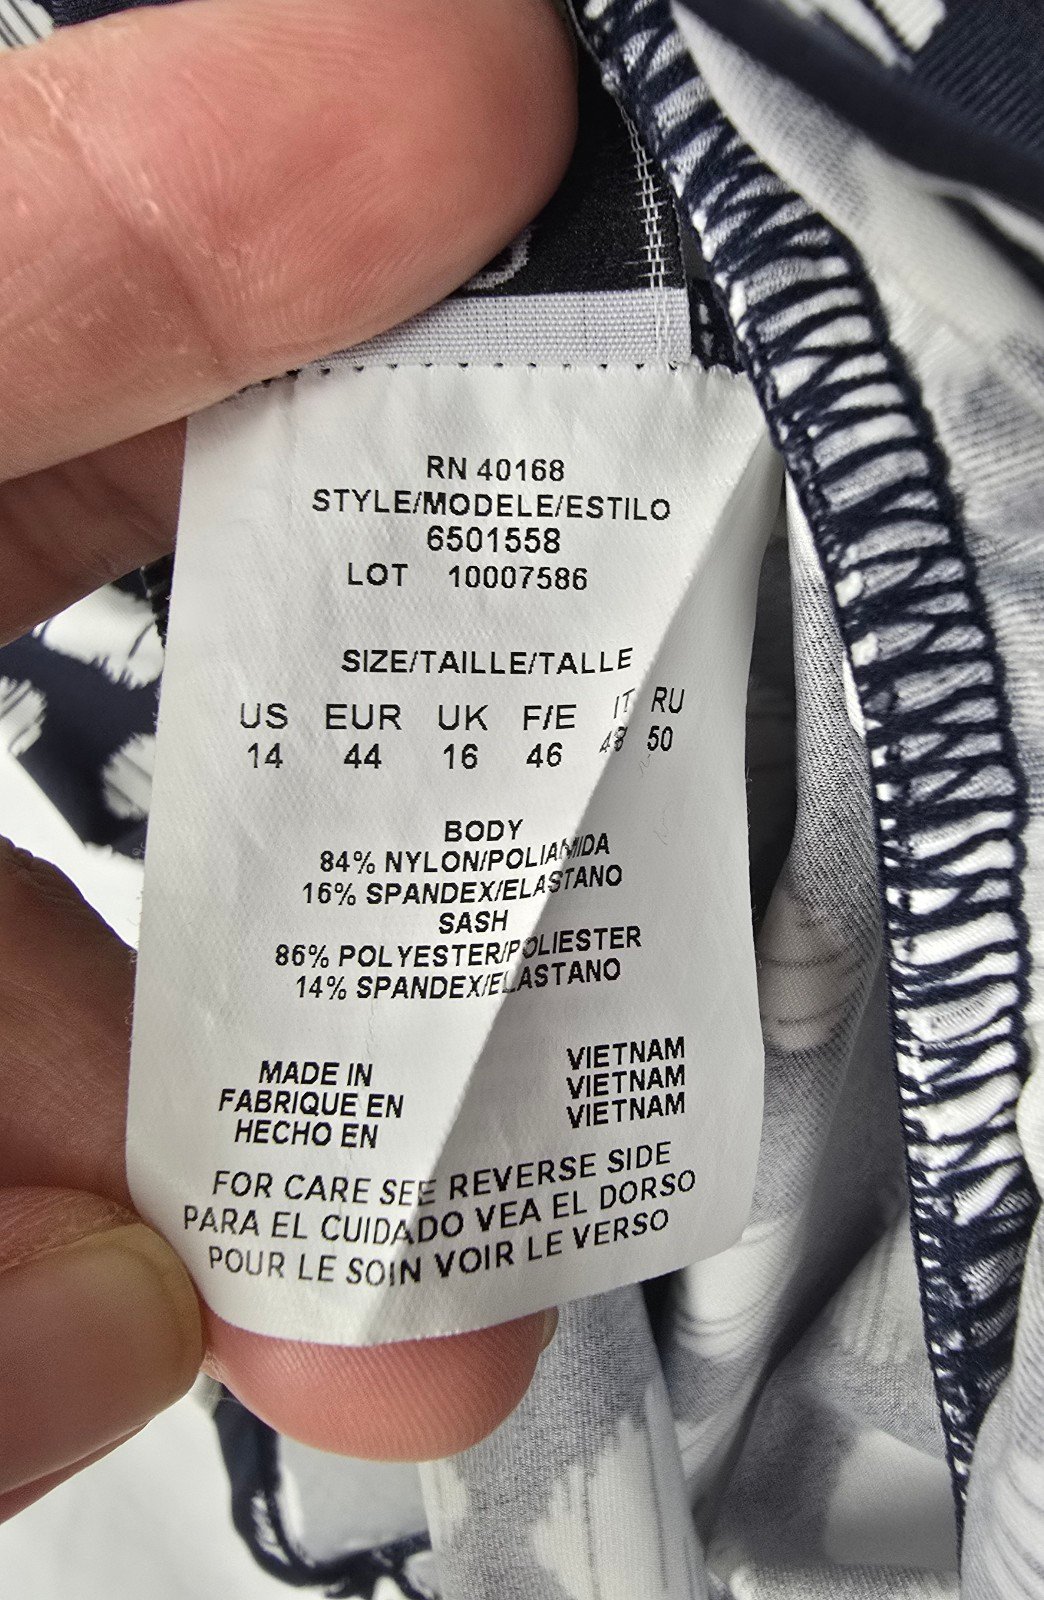 RN 40168
STYLE/MODELE/ESTILO
6501558
LOT 10007586
SIZE/TAILLE/TALLE
US EUR UK F/E IT RU
14 44 16 46 48 50
BODY
84% NYLON/POLIAMIDA
16% SPANDEX/ELASTANO
SASH
86% POLYESTER/POLIESTER
14% SPANDEX/ELASTANO
MADE IN VIETNAM
FABRIQUE EN VIETNAM
HECHO EN VIETNAM
FOR CARE SEE REVERSE SIDE
PARA EL CUIDADO VEA EL DORSO
POUR LE SOIN VOIR LE VERSO